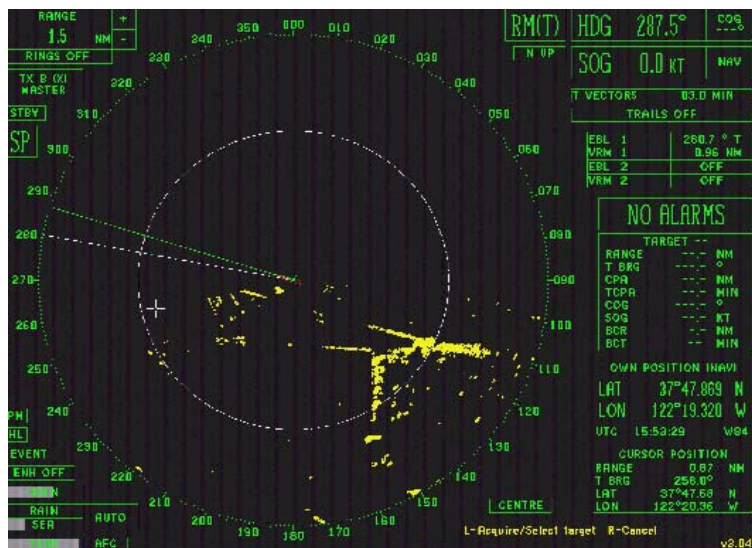 RANGE +
1.5 NM -
RINGS OFF
TX B (X)
MASTER
STBY
SP
000
010
020
030
040
050
060
070
080
090
100
110
120
130
140
150
160
170
180
190
200
210
220
230
240
250
260
270
280
290
300
310
320
RM(T)
N UP
HDG 287.5° COG
---°
SOG 0.0 KT NAV
T VECTORS 03.0 MIN
TRAILS OFF
EBL 1 280.7 ° T
VRM 1 0.96 NM
EBL 2 OFF
VRM 2 OFF
NO ALARMS
TARGET --
RANGE --.- NM
T BRG ---.- °
CPA --.- NM
TCPA --.- MIN
COG ---.- °
SOG --.- KT
BCR -.- NM
BCT --.- MIN
OWN POSITION (NAV)
LAT 37°47.869 N
LON 122°19.320 W
UTC 15:53:29 W84
CURSOR POSITION
RANGE 0.87 NM
T BRG 258.0°
LAT 37°47.68 N
LON 122°20.36 W
HL
EVENT
ENH OFF
RAIN
SEA AUTO
AFC
CENTRE
L-Acquire/Select target R-Cancel
v3.04